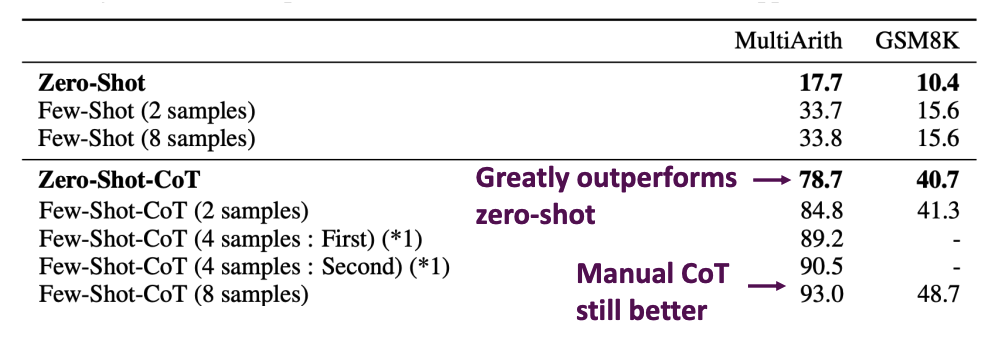 MultiArith GSM8K
Zero-Shot 17.7 10.4
Few-Shot (2 samples) 33.7 15.6
Few-Shot (8 samples) 33.8 15.6
Zero-Shot-CoT Greatly outperforms 78.7 40.7
zero-shot
Few-Shot-CoT (2 samples) 84.8 41.3
Few-Shot-CoT (4 samples : First) (*1) 89.2 -
Few-Shot-CoT (4 samples : Second) (*1) 90.5 -
Manual CoT
Few-Shot-CoT (8 samples) 93.0 48.7
still better